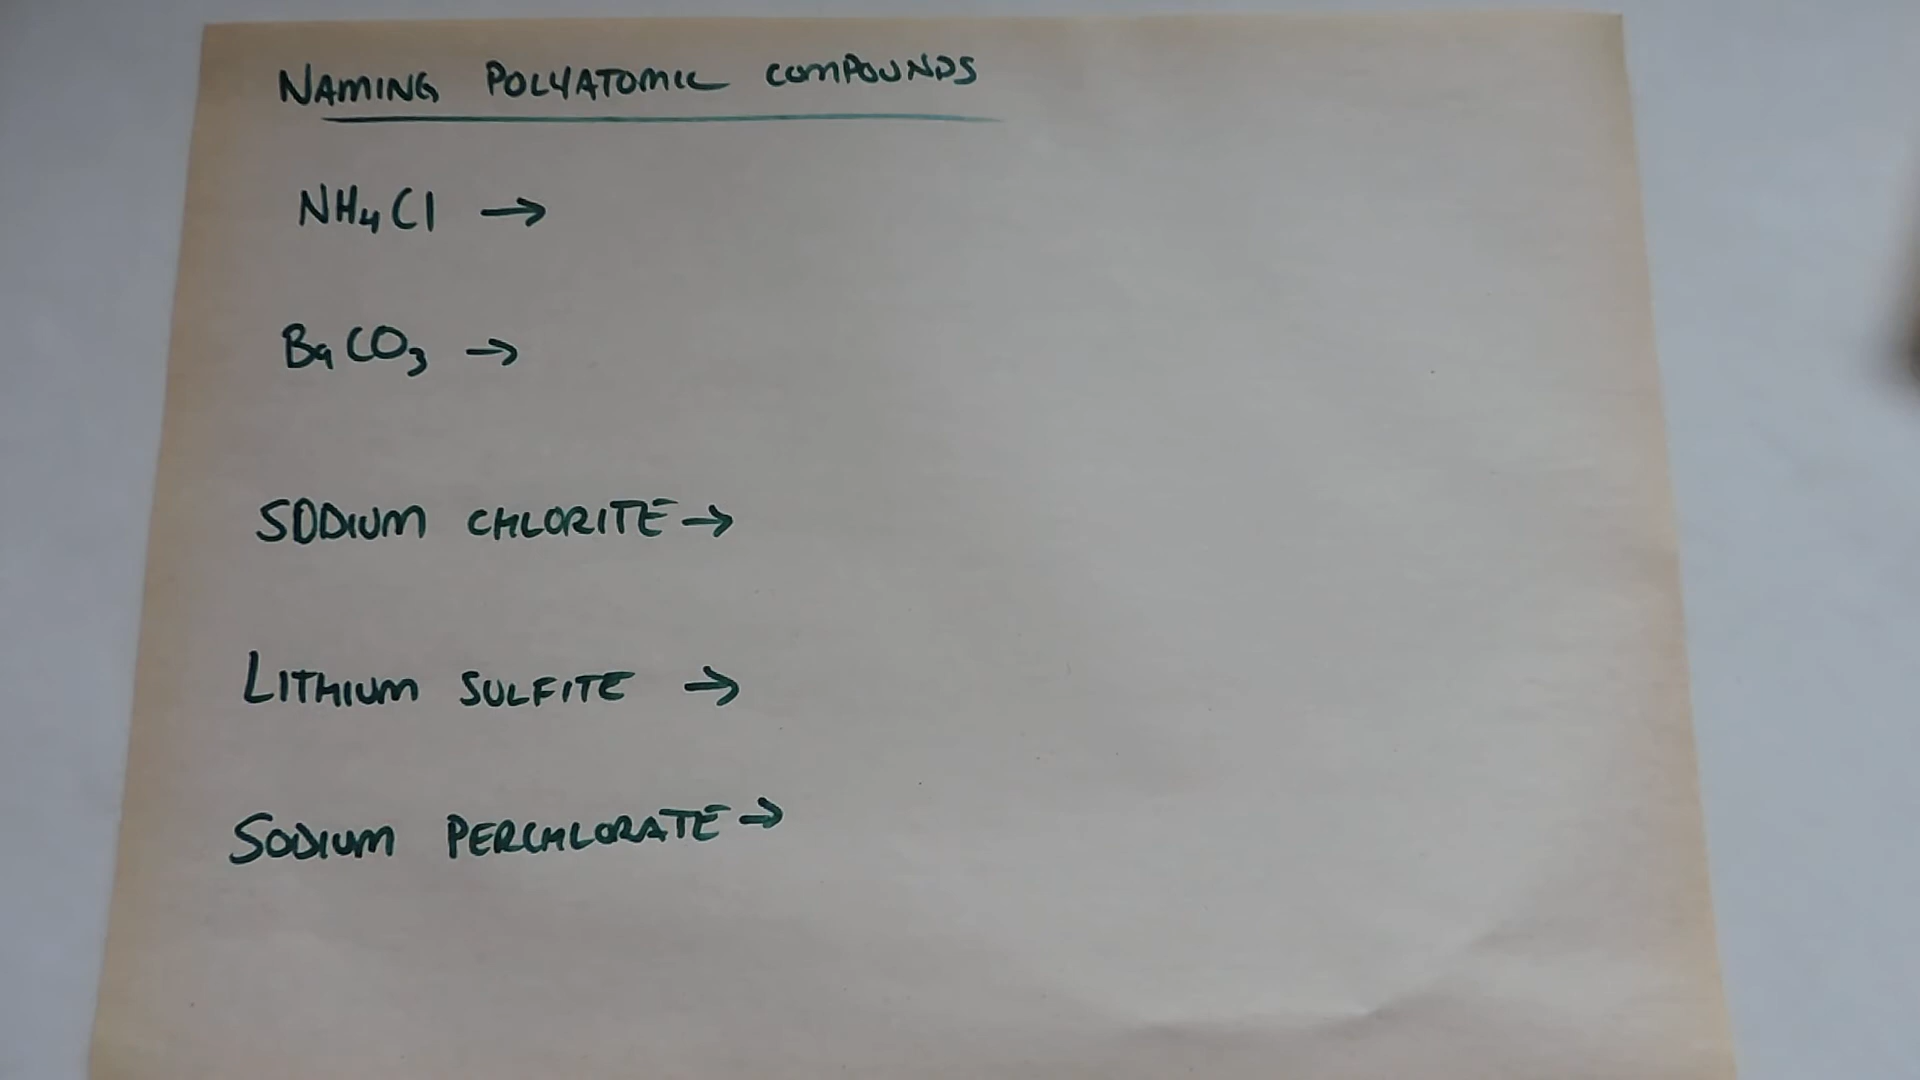 NAMING POLYATOMIC COMPOUNDS
NH₄Cl →
BaCO₃ →
SODIUM CHLORITE →
LITHIUM SULFITE →
SODIUM PERCHLORATE →